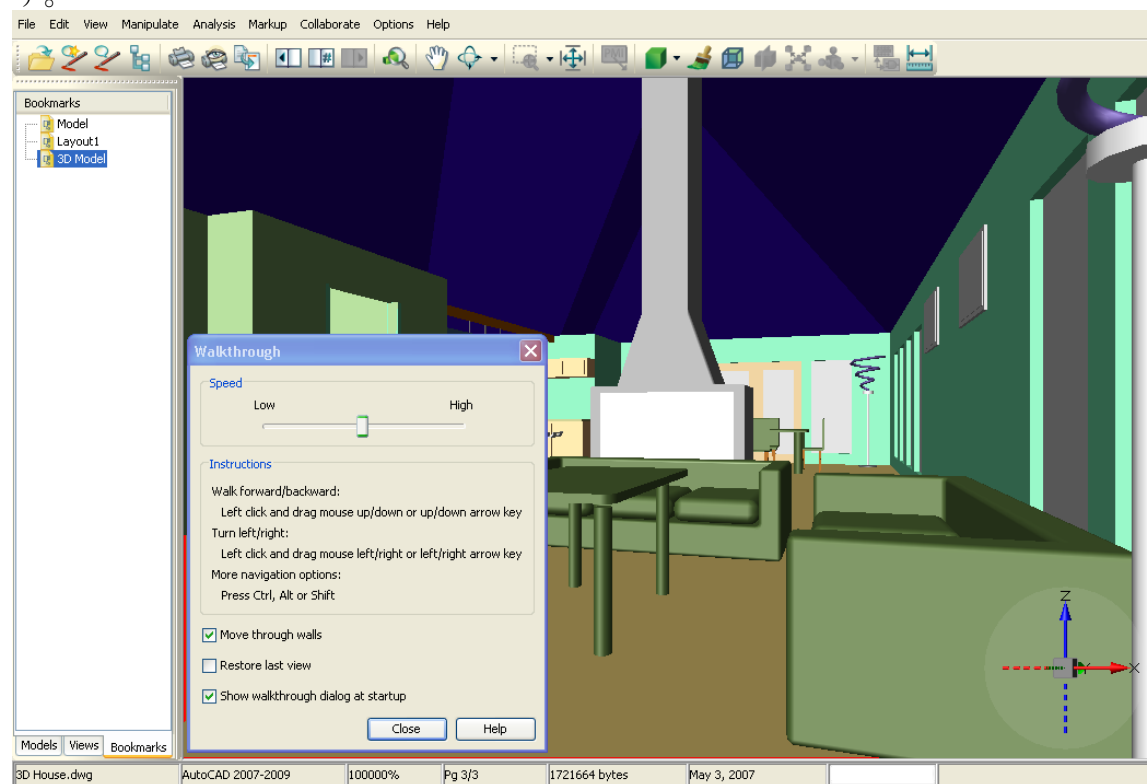 す。
File Edit View Manipulate Analysis Markup Collaborate Options Help
Bookmarks
Model
Layout1
3D Model
Walkthrough
Speed
Low High
Instructions
Walk forward/backward:
Left click and drag mouse up/down or up/down arrow key
Turn left/right:
Left click and drag mouse left/right or left/right arrow key
More navigation options:
Press Ctrl, Alt or Shift
Move through walls
Restore last view
Show walkthrough dialog at startup
Close Help
Z
Y X
Models Views Bookmarks
3D House.dwg AutoCAD 2007-2009 100000% Pg 3/3 1721664 bytes May 3, 2007